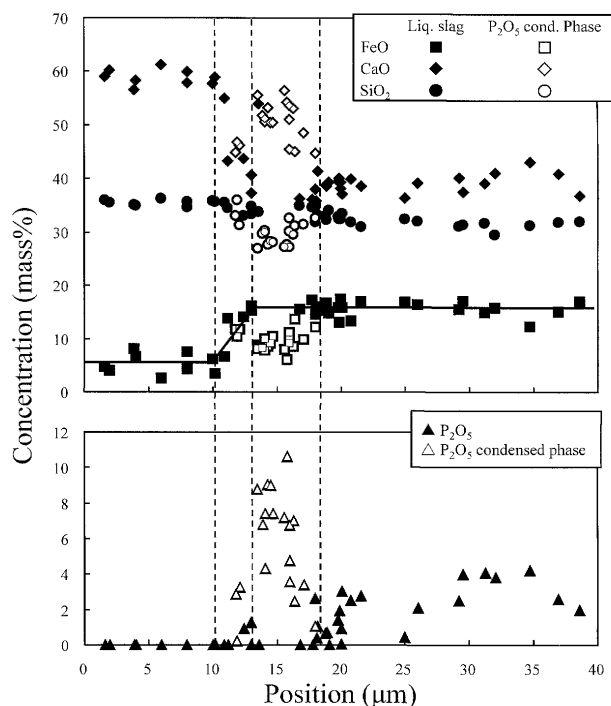 Liq. slag P₂O₅ cond. Phase
FeO
CaO
SiO₂
70
60
50
40
30
20
10
0
Concentration (mass%)
P₂O₅
P₂O₅ condensed phase
12
10
8
6
4
2
0
0 5 10 15 20 25 30 35 40
Position (μm)